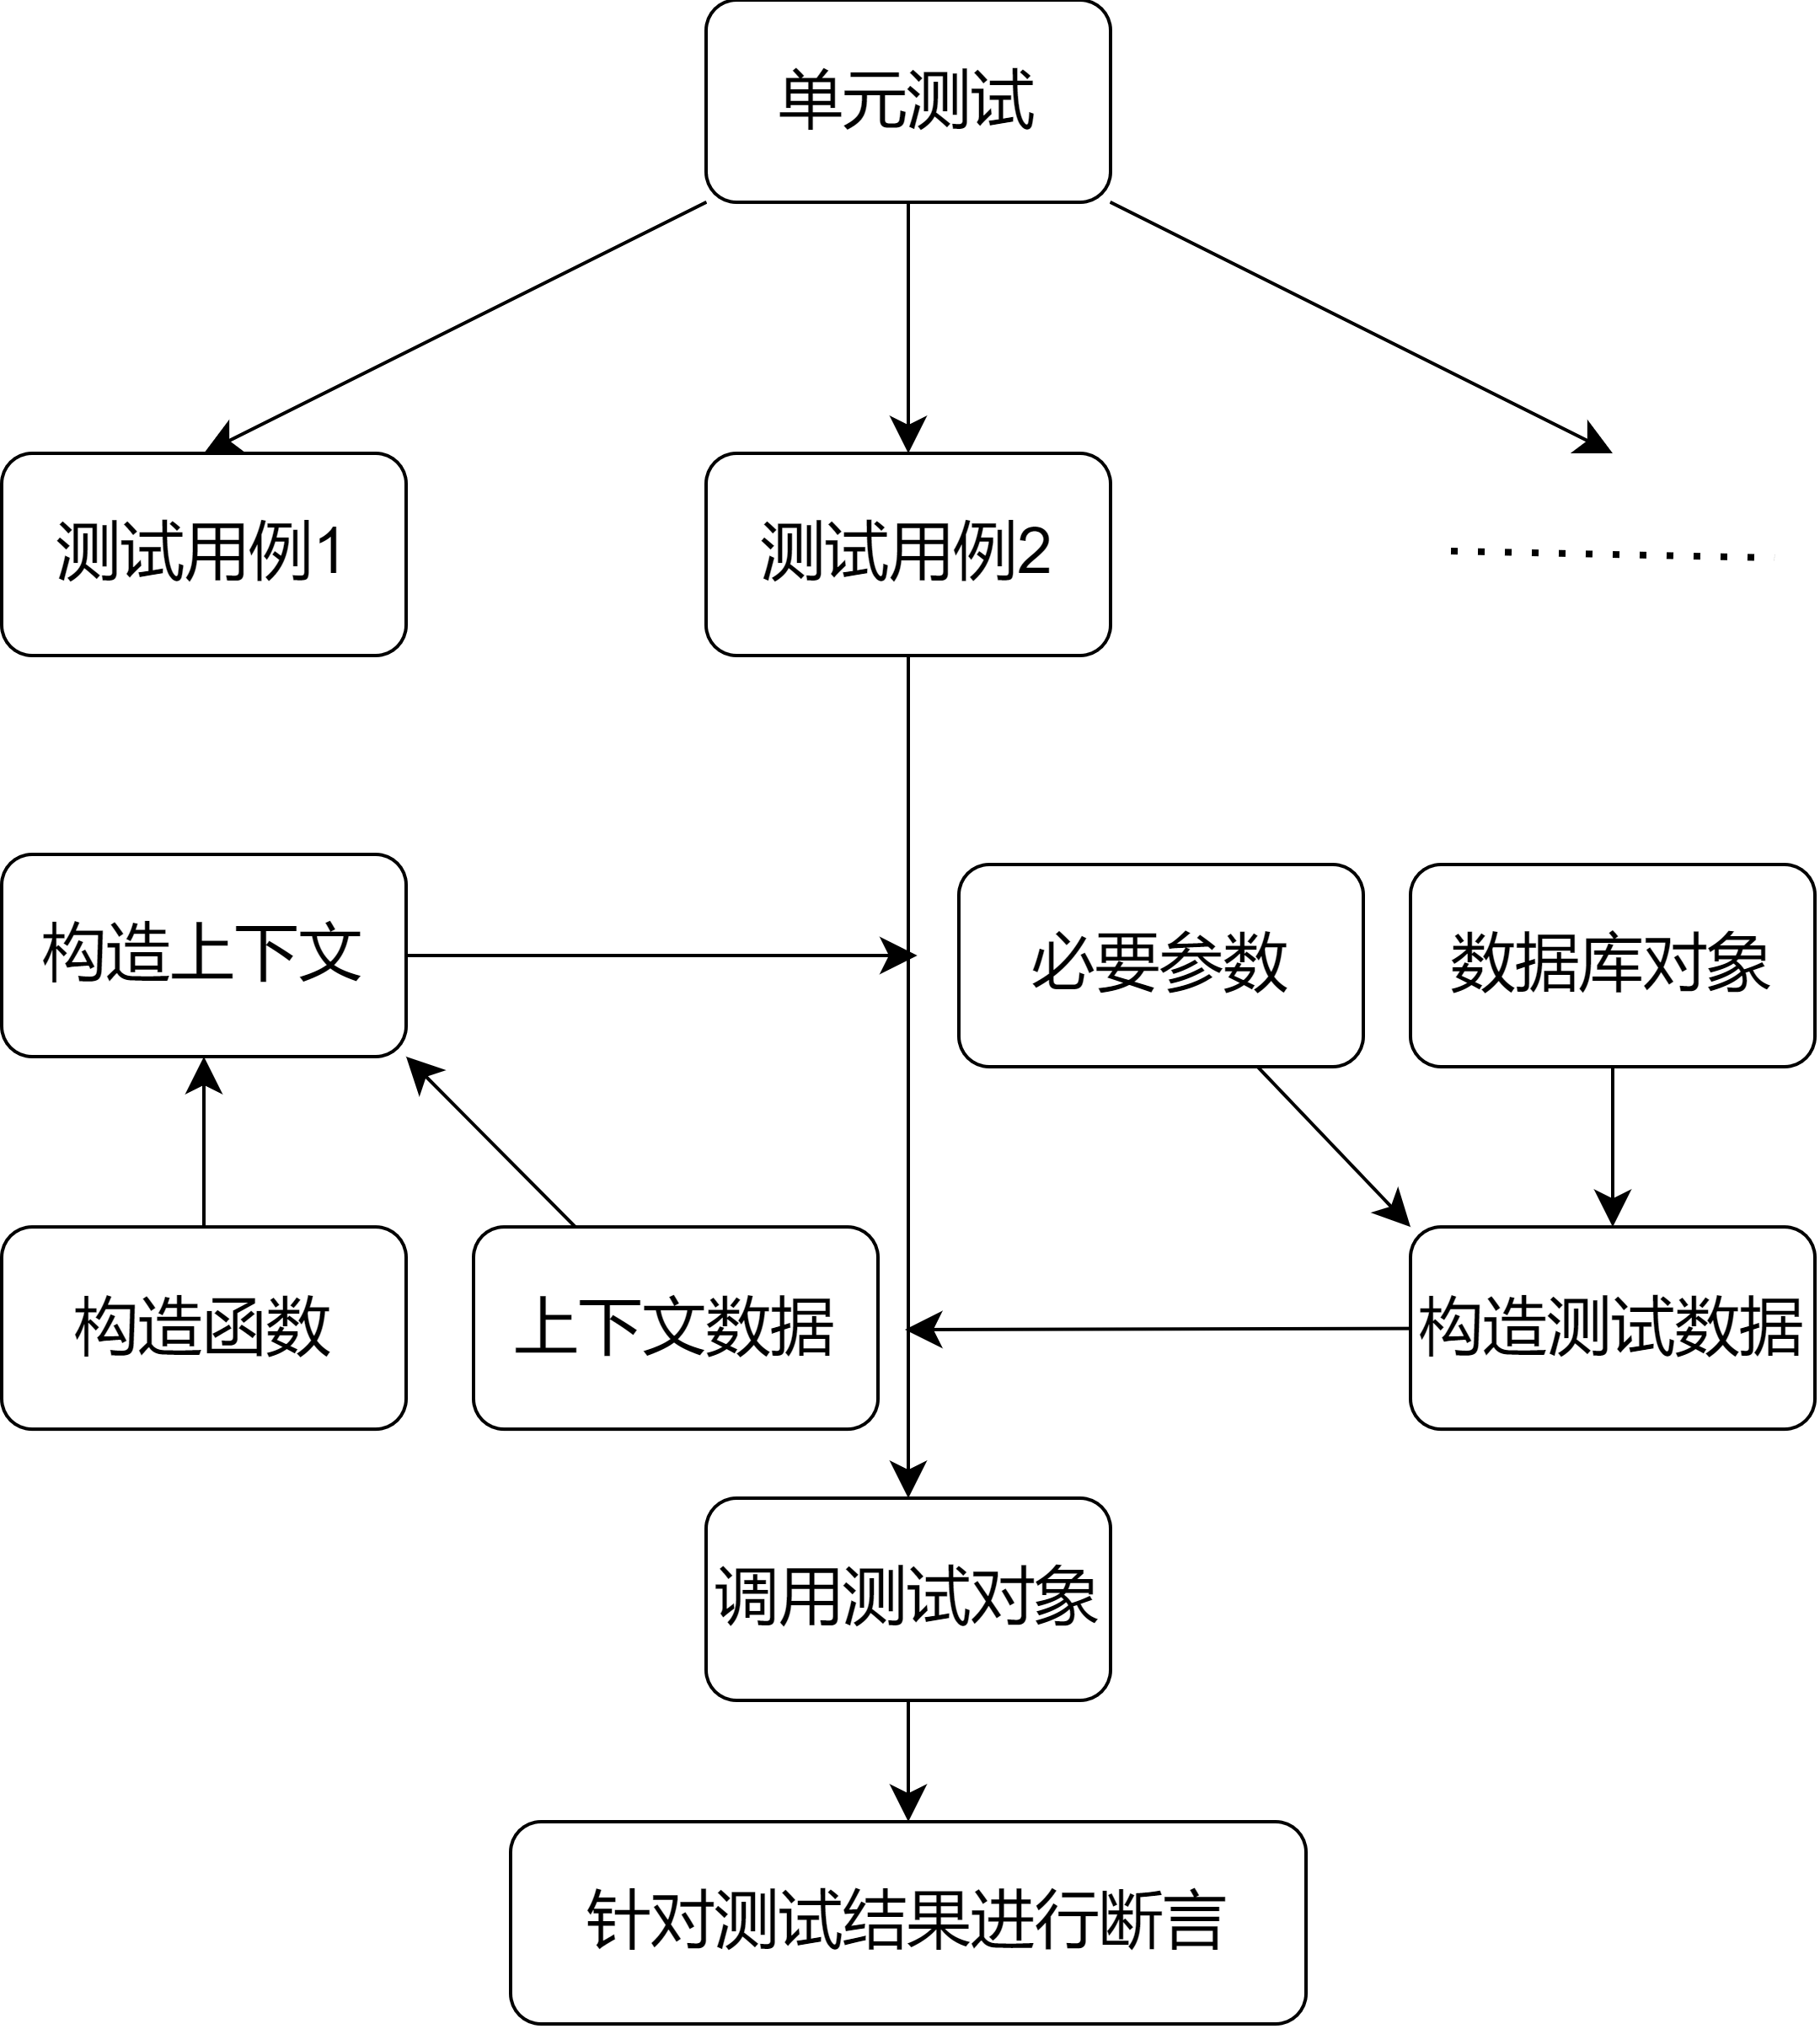 单元测试
测试用例1
测试用例2
构造上下文
必要参数
数据库对象
构造函数
上下文数据
构造测试数据
调用测试对象
针对测试结果进行断言